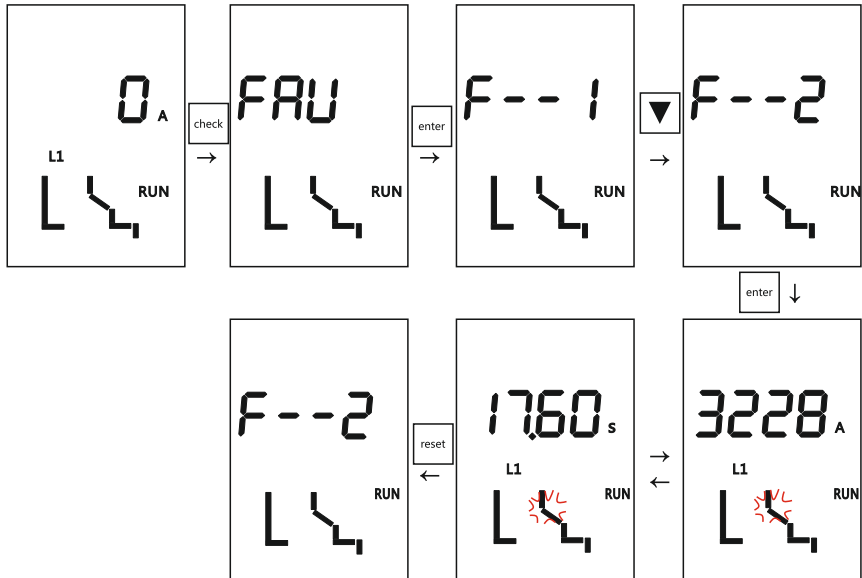 0 A
L1
RUN
check
→
FAU
RUN
enter
→
F--1
RUN
▼
→
F--2
RUN
enter ↓
3228 A
L1
RUN
→
←
17.60 s
L1
RUN
reset
←
F--2
RUN